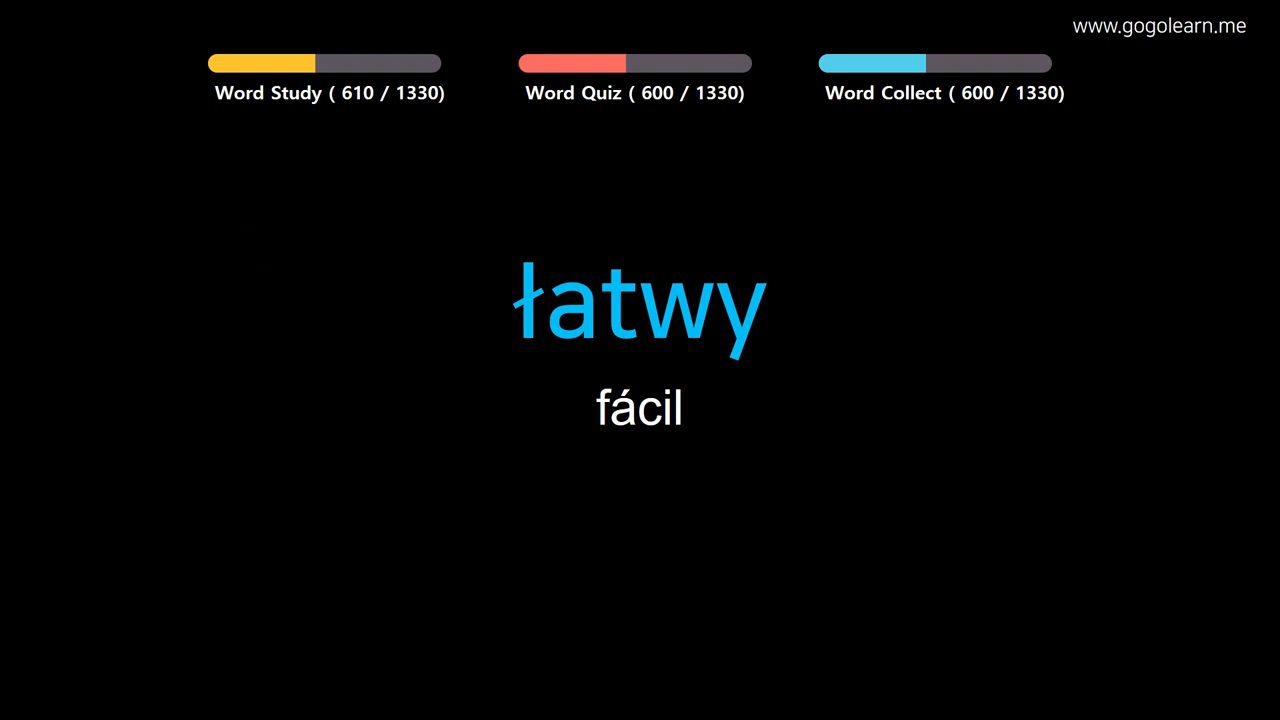 www.gogolearn.me
Word Study ( 610 / 1330)
Word Quiz ( 600 / 1330)
Word Collect ( 600 / 1330)
łatwy
fácil